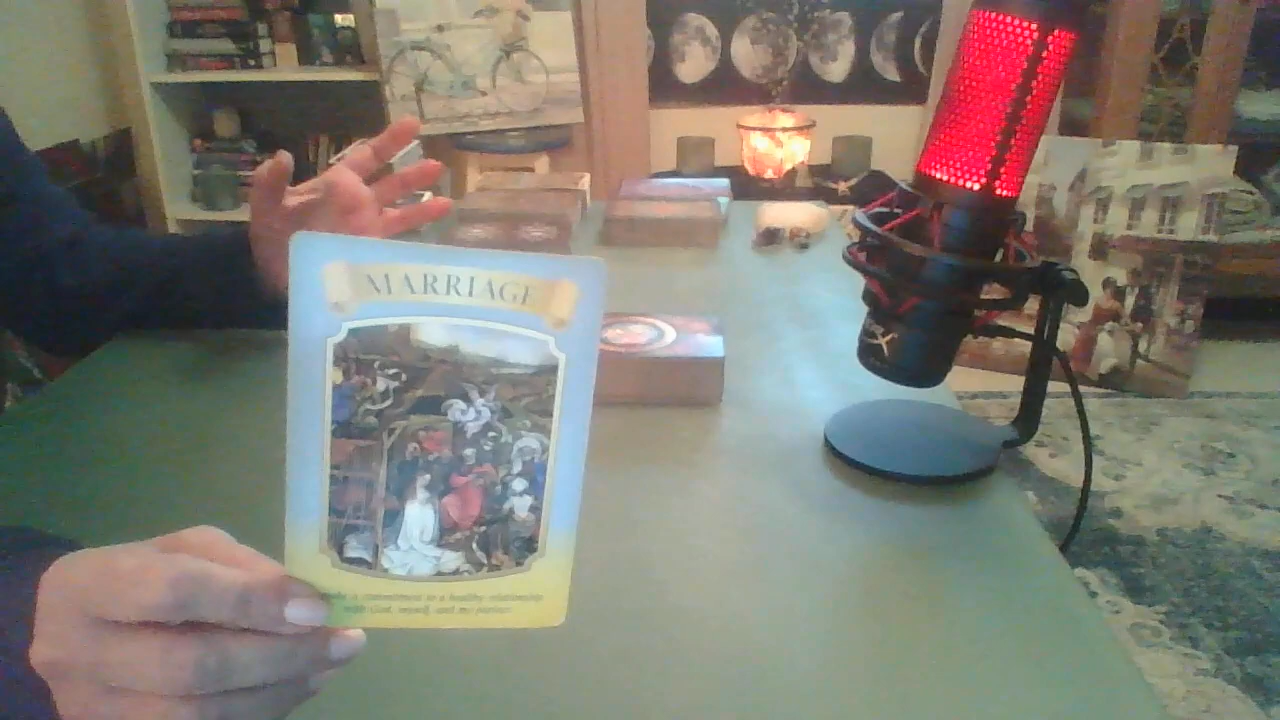 MARRIAGE
a commitment to a healthy relationship
with God, myself, and my partner.